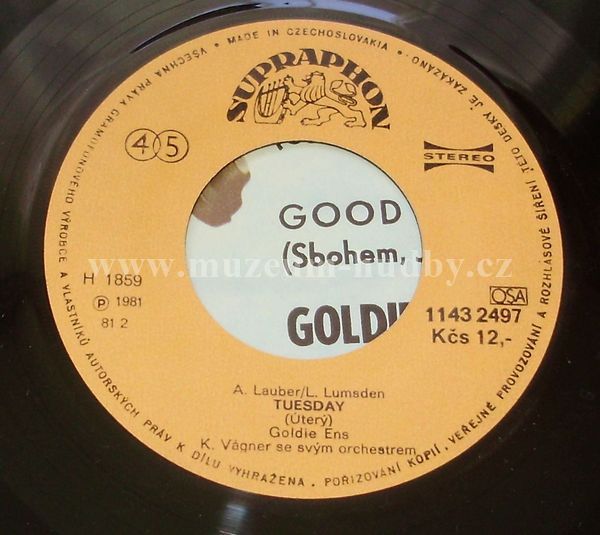 VŠECHNA PRÁVA GRAMOFONOVÉHO VÝROBCE A VLASTNÍKŮ AUTORSKÝCH PRÁV K DÍLU VYHRAŽENA. POŘIZOVÁNÍ KOPIÍ, VEŘEJNÉ PROVOZOVÁNÍ A ROZHLASOVÉ ŠÍŘENÍ TÉTO DESKY JE ZAKÁZÁNO • MADE IN CZECHOSLOVAKIA •
SUPRAPHON
45
STEREO
GOOD
(Sbohem,
GOLDIE
www.muzeum-hudby.cz
H 1859
Ⓟ 1981
81 2
OSA
1143 2497
Kčs 12,-
A. Lauber/L. Lumsden
TUESDAY
(Úterý)
Goldie Ens
K. Vágner se svým orchestrem